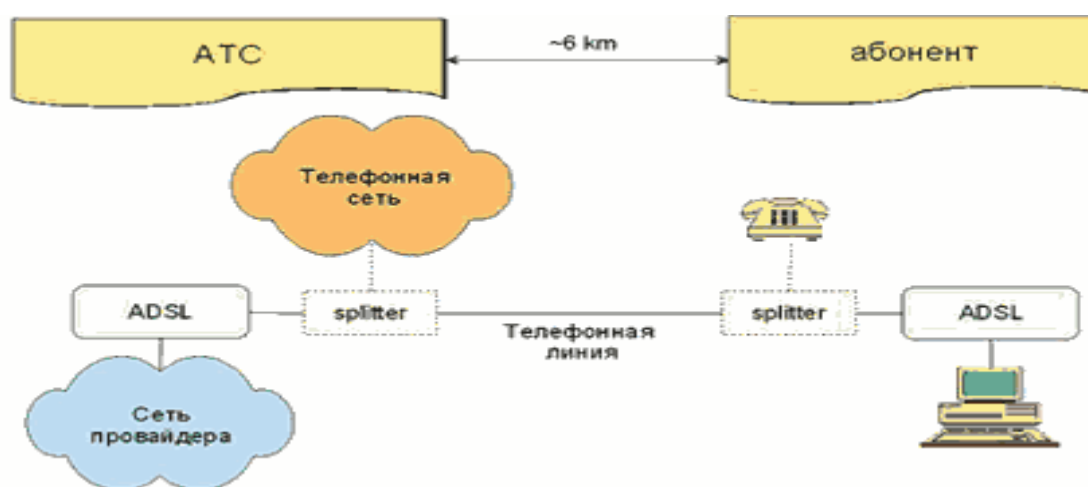 АТС
~6 km
абонент
Телефонная
сеть
ADSL
splitter
Телефонная
линия
splitter
ADSL
Сеть
провайдера